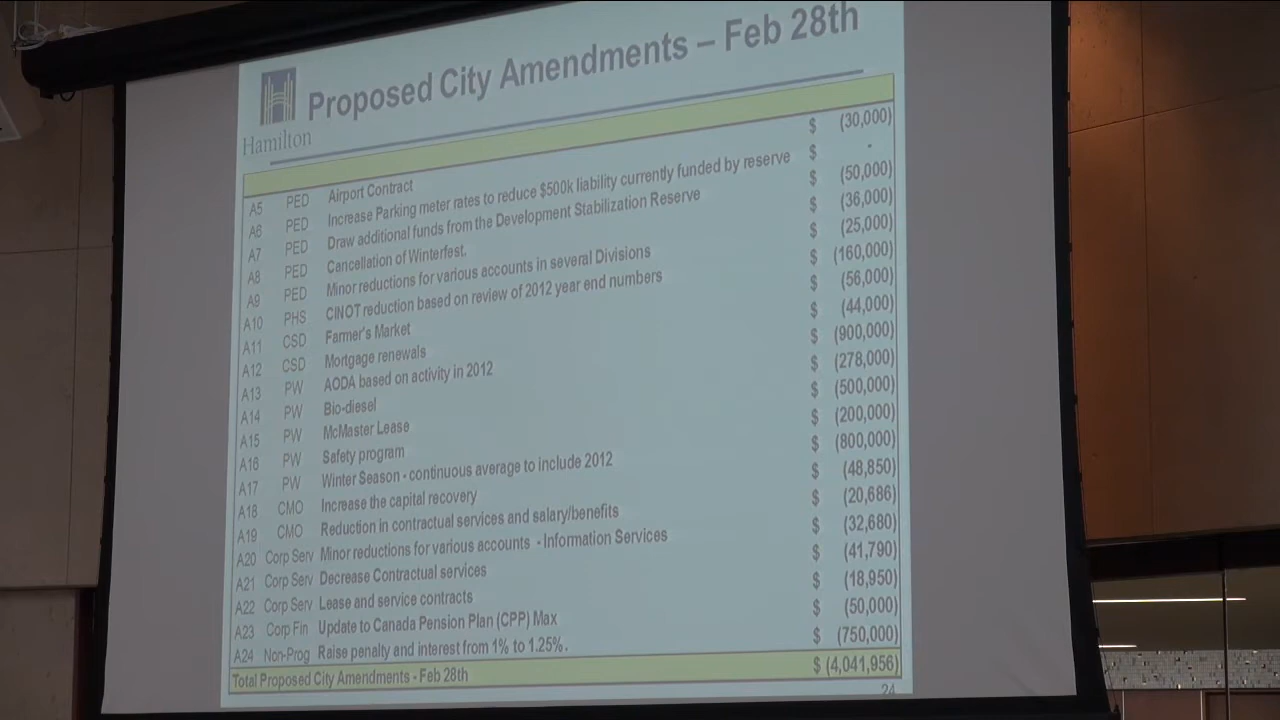 Proposed City Amendments – Feb 28th
Hamilton
A5 PED Airport Contract $ (30,000)
A6 PED Increase Parking meter rates to reduce $500k liability currently funded by reserve $ -
A7 PED Draw additional funds from the Development Stabilization Reserve $ (50,000)
A8 PED Cancellation of Winterfest. $ (36,000)
A9 PED Minor reductions for various accounts in several Divisions $ (25,000)
A10 PHS CINOT reduction based on review of 2012 year end numbers $ (160,000)
A11 CSD Farmer's Market $ (56,000)
A12 CSD Mortgage renewals $ (44,000)
A13 PW AODA based on activity in 2012 $ (900,000)
A14 PW Bio-diesel $ (278,000)
A15 PW McMaster Lease $ (500,000)
A16 PW Safety program $ (200,000)
A17 PW Winter Season - continuous average to include 2012 $ (800,000)
A18 CMO Increase the capital recovery $ (48,850)
A19 CMO Reduction in contractual services and salary/benefits $ (20,686)
A20 Corp Serv Minor reductions for various accounts - Information Services $ (32,680)
A21 Corp Serv Decrease Contractual services $ (41,790)
A22 Corp Serv Lease and service contracts $ (18,950)
A23 Corp Fin Update to Canada Pension Plan (CPP) Max $ (50,000)
A24 Non-Prog Raise penalty and interest from 1% to 1.25%. $ (750,000)
Total Proposed City Amendments - Feb 28th $ (4,041,956)
24